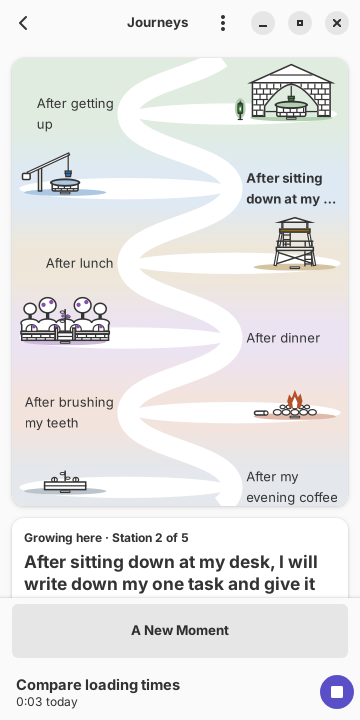 Journeys
After getting
up
After sitting
down at my ...
After lunch
After dinner
After brushing
my teeth
After my
evening coffee
Growing here · Station 2 of 5
After sitting down at my desk, I will
write down my one task and give it
A New Moment
Compare loading times
0:03 today